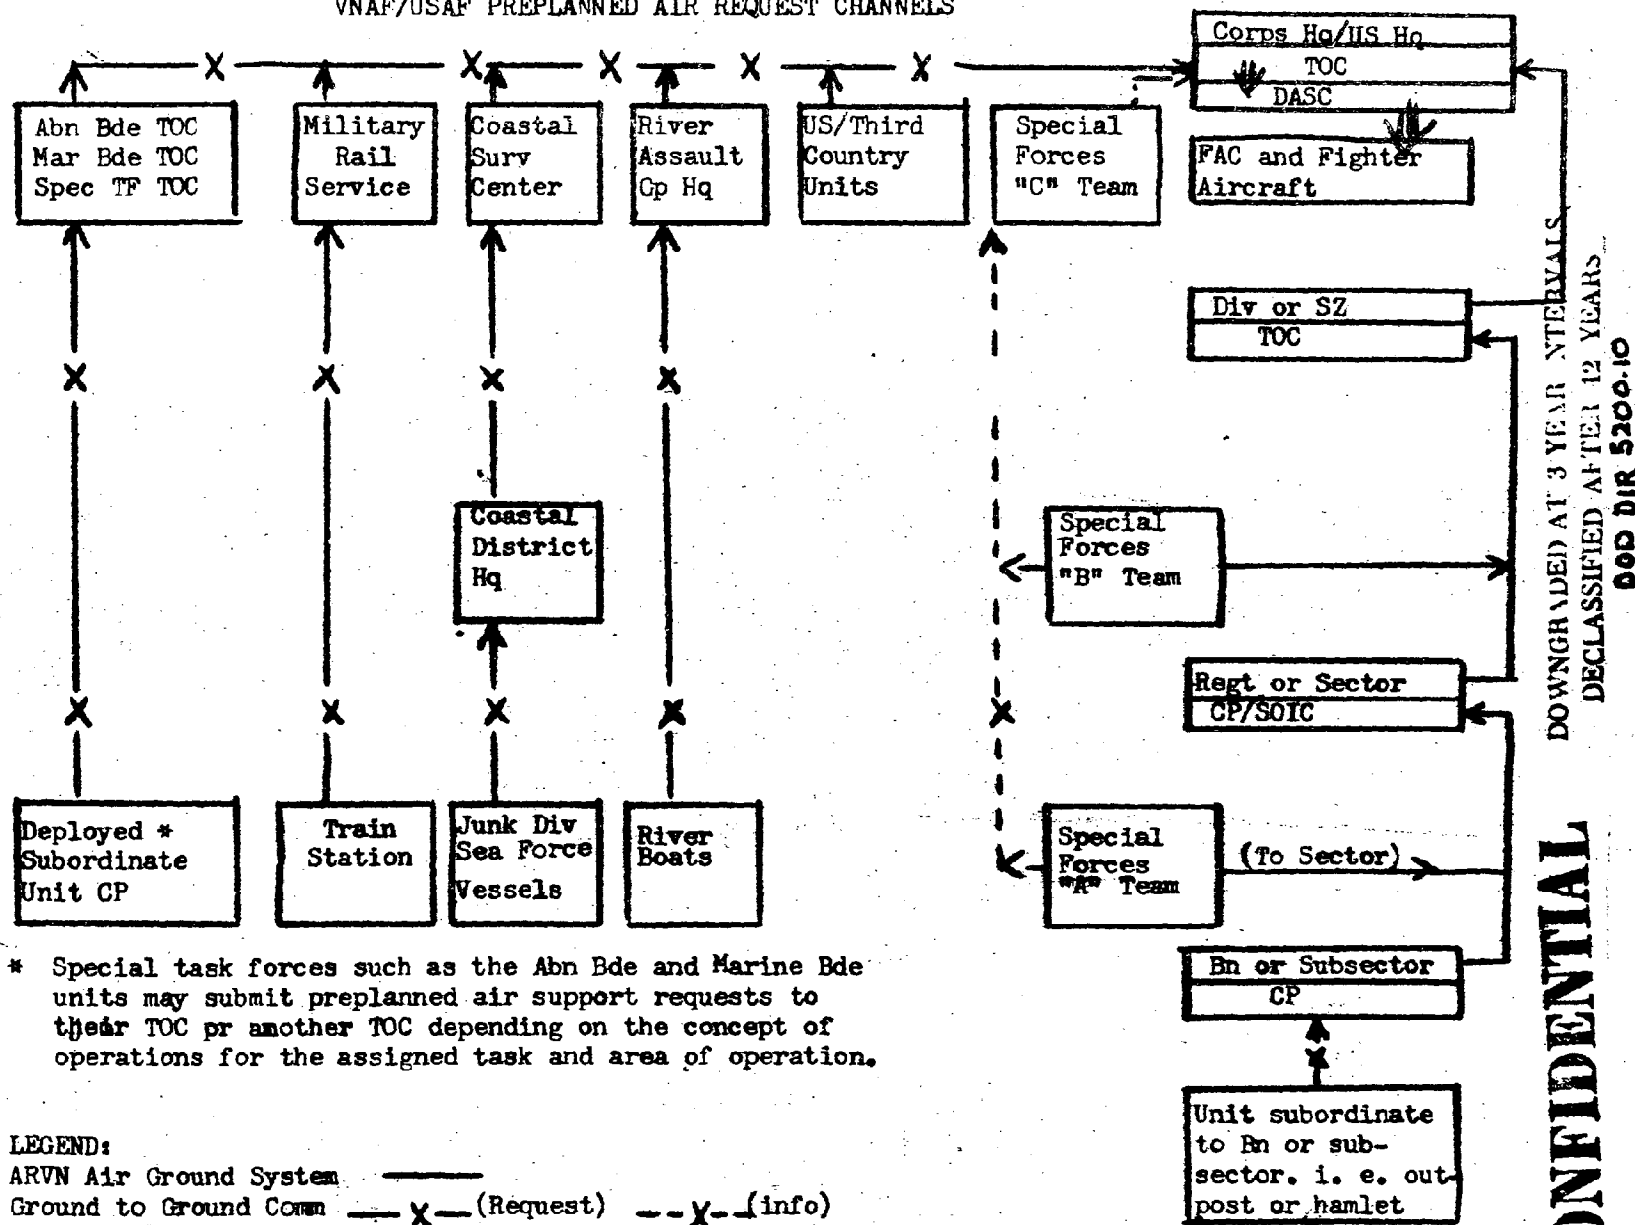 VNAF/USAF PREPLANNED AIR REQUEST CHANNELS
Corps Hq/US Hq
TOC
DASC
Abn Bde TOC
Mar Bde TOC
Spec TF TOC
Military
Rail
Service
Coastal
Surv
Center
River
Assault
Gp Hq
US/Third
Country
Units
Special
Forces
"C" Team
FAC and Fighter
Aircraft
Div or SZ
TOC
Coastal
District
Hq
Special
Forces
"B" Team
Regt or Sector
CP/SOIC
Deployed *
Subordinate
Unit CP
Train
Station
Junk Div
Sea Force
Vessels
River
Boats
Special
Forces
"A" Team
(To Sector)
Bn or Subsector
CP
Unit subordinate
to Bn or sub-
sector. i. e. out-
post or hamlet
* Special task forces such as the Abn Bde and Marine Bde
units may submit preplanned air support requests to
their TOC pr another TOC depending on the concept of
operations for the assigned task and area of operation.
LEGEND:
ARVN Air Ground System
Ground to Ground Comm X (Request) X (info)
DOWNGRADED AT 3 YEAR NTERVALS
DECLASSIFIED AFTER 12 YEARS
DOD DIR 5200.10
ONFIDENTIAL